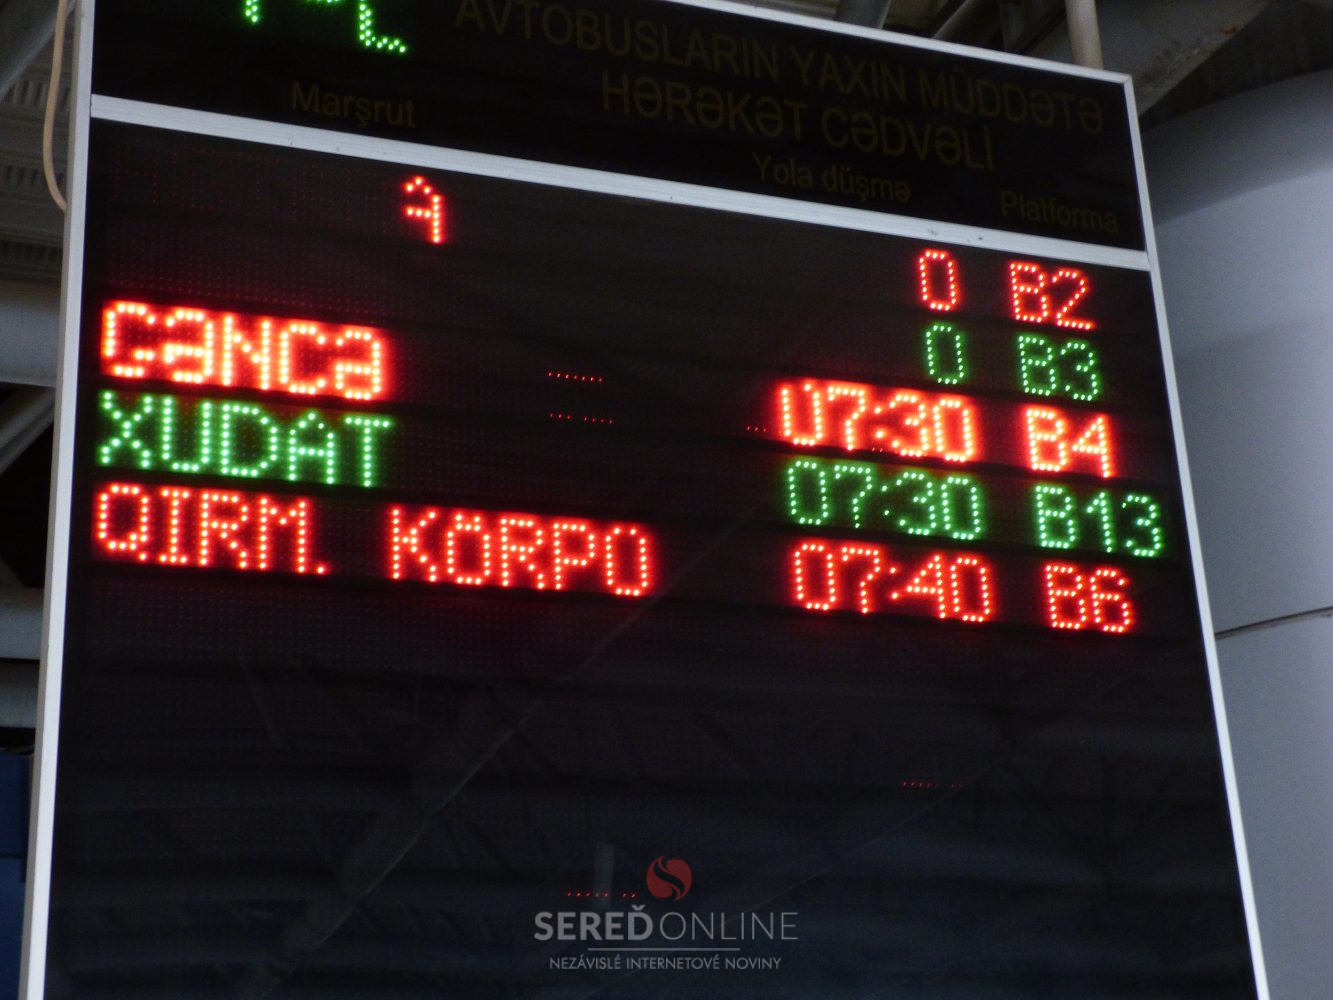 AVTOBUSLARIN YAXIN MÜDDƏTƏ
HƏRƏKƏT CƏDVƏLİ
Marşrut Yola düşmə Platforma
0 B2
0 B3
GƏNCƏ 07:30 B4
XUDAT 07:30 B13
QIRM. KÖRPO 07:40 B6
SEREĎONLINE
NEZÁVISLÉ INTERNETOVÉ NOVINY